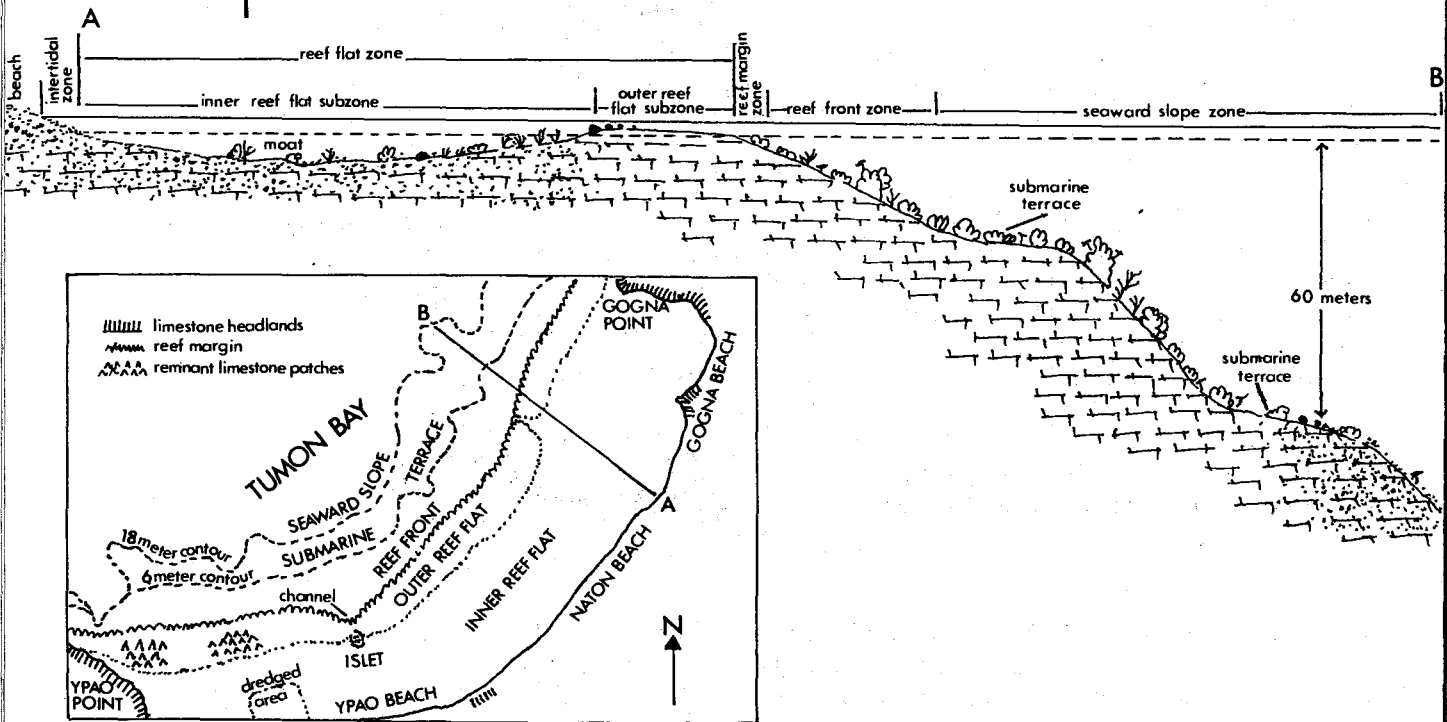 A
B
beach
intertidal
zone
reef flat zone
inner reef flat subzone
outer reef
flat subzone
reef margin
zone
reef front zone
seaward slope zone
moat
submarine
terrace
60 meters
submarine
terrace
limestone headlands
reef margin
remnant limestone patches
B
GOGNA
POINT
GOGNA BEACH
TUMON BAY
SEAWARD SLOPE
TERRACE
SUBMARINE
REEF FRONT
OUTER REEF FLAT
INNER REEF FLAT
A
NATON BEACH
18 meter contour
6 meter contour
channel
ISLET
N
YPAO
POINT
dredged
area
YPAO BEACH